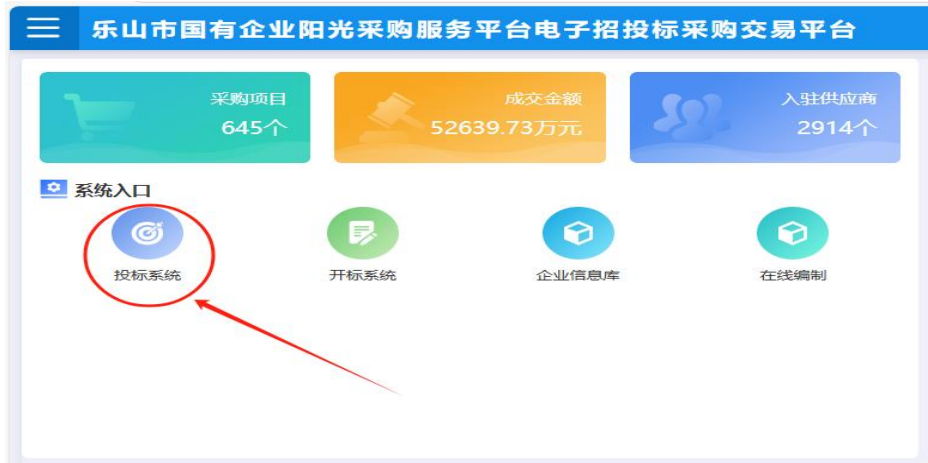 乐山市国有企业阳光采购服务平台电子招投标采购交易平台
采购项目
645个
成交金额
52639.73万元
入驻供应商
2914个
系统入口
投标系统
开标系统
企业信息库
在线编制